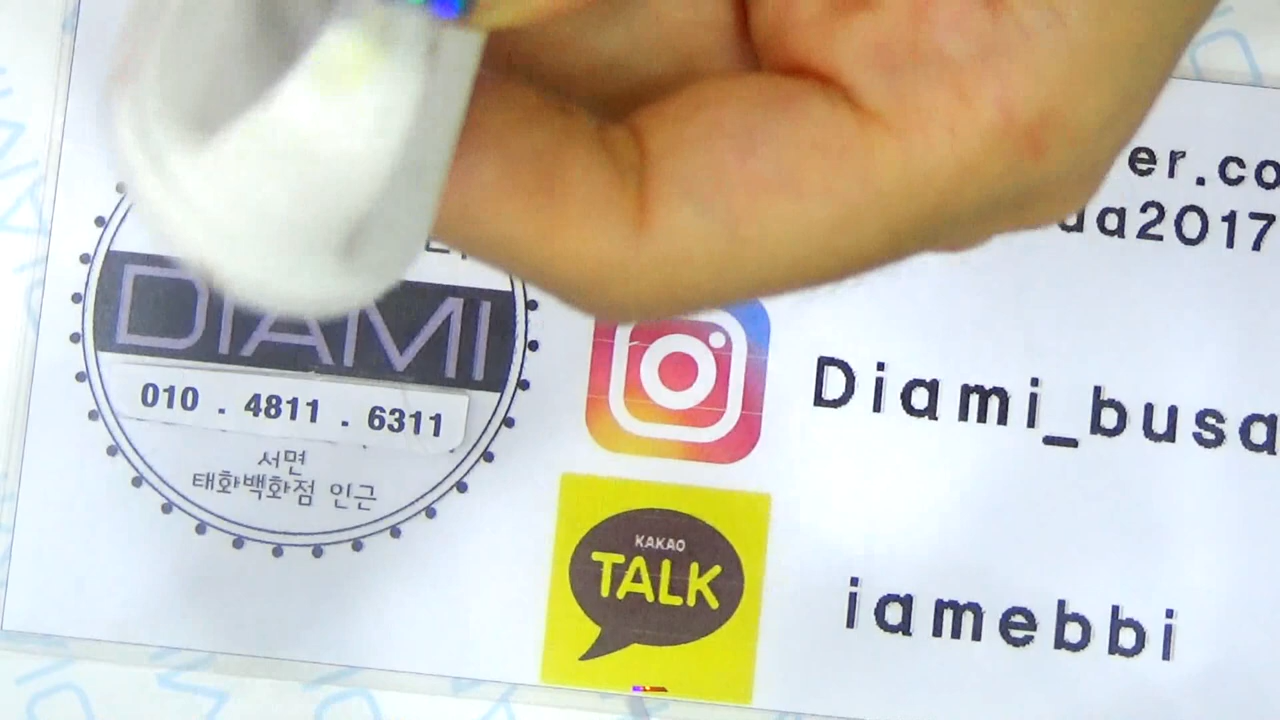 DIAMI
010 . 4811 . 6311
서면
태화백화점 인근
er.co
a2017
Diami_busa
KAKAO
TALK
iamebbi